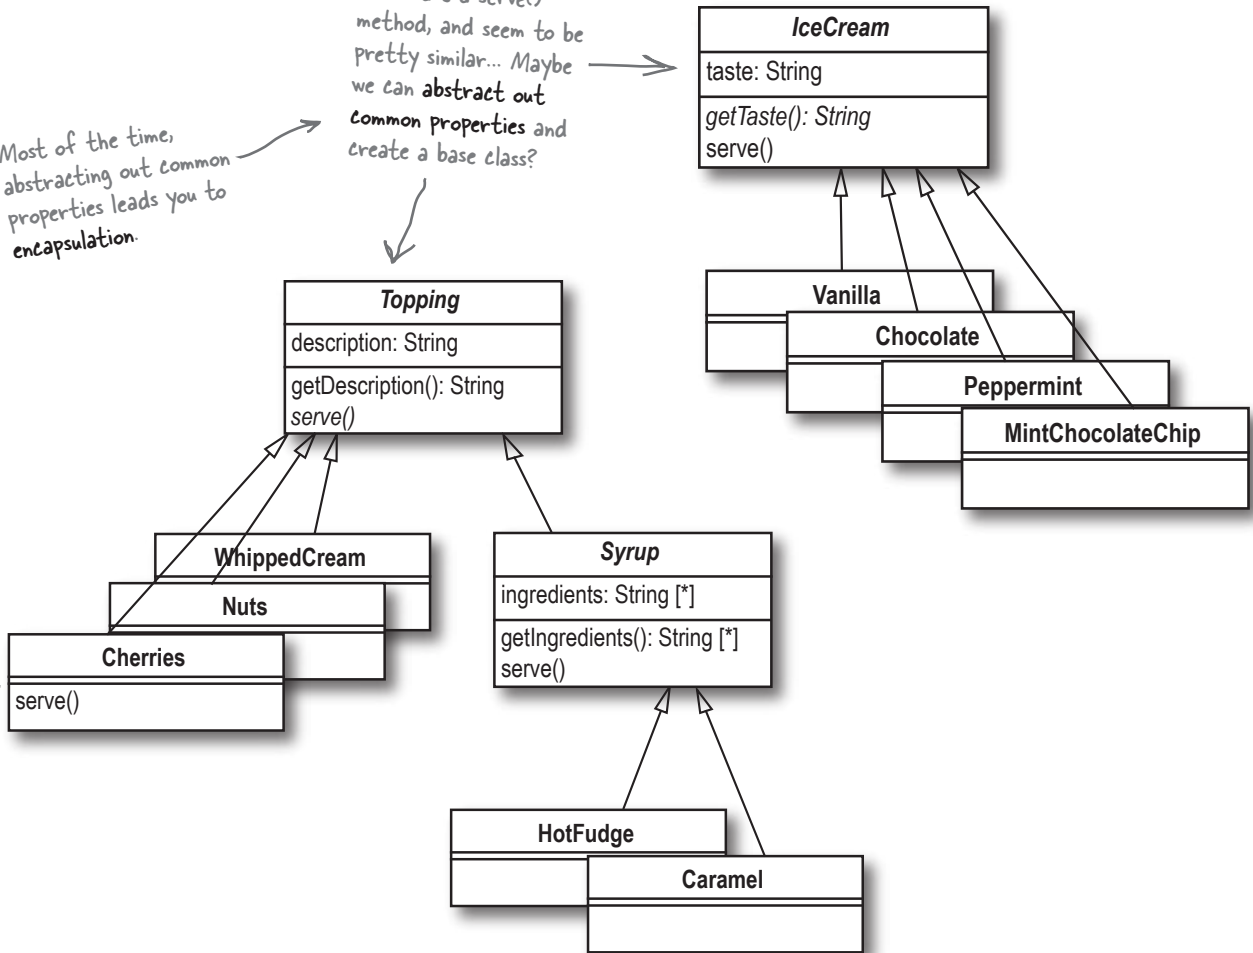 method, and seem to be
pretty similar... Maybe
we can abstract out
common properties and
create a base class?
Most of the time,
abstracting out common
properties leads you to
encapsulation.
IceCream
taste: String
getTaste(): String
serve()
Vanilla
Chocolate
Peppermint
MintChocolateChip
Topping
description: String
getDescription(): String
serve()
WhippedCream
Nuts
Cherries
serve()
Syrup
ingredients: String [*]
getIngredients(): String [*]
serve()
HotFudge
Caramel